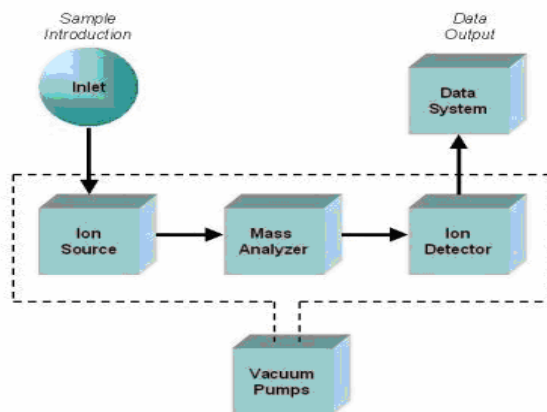 Sample
Introduction
Data
Output
Inlet
Data
System
Ion
Source
Mass
Analyzer
Ion
Detector
Vacuum
Pumps